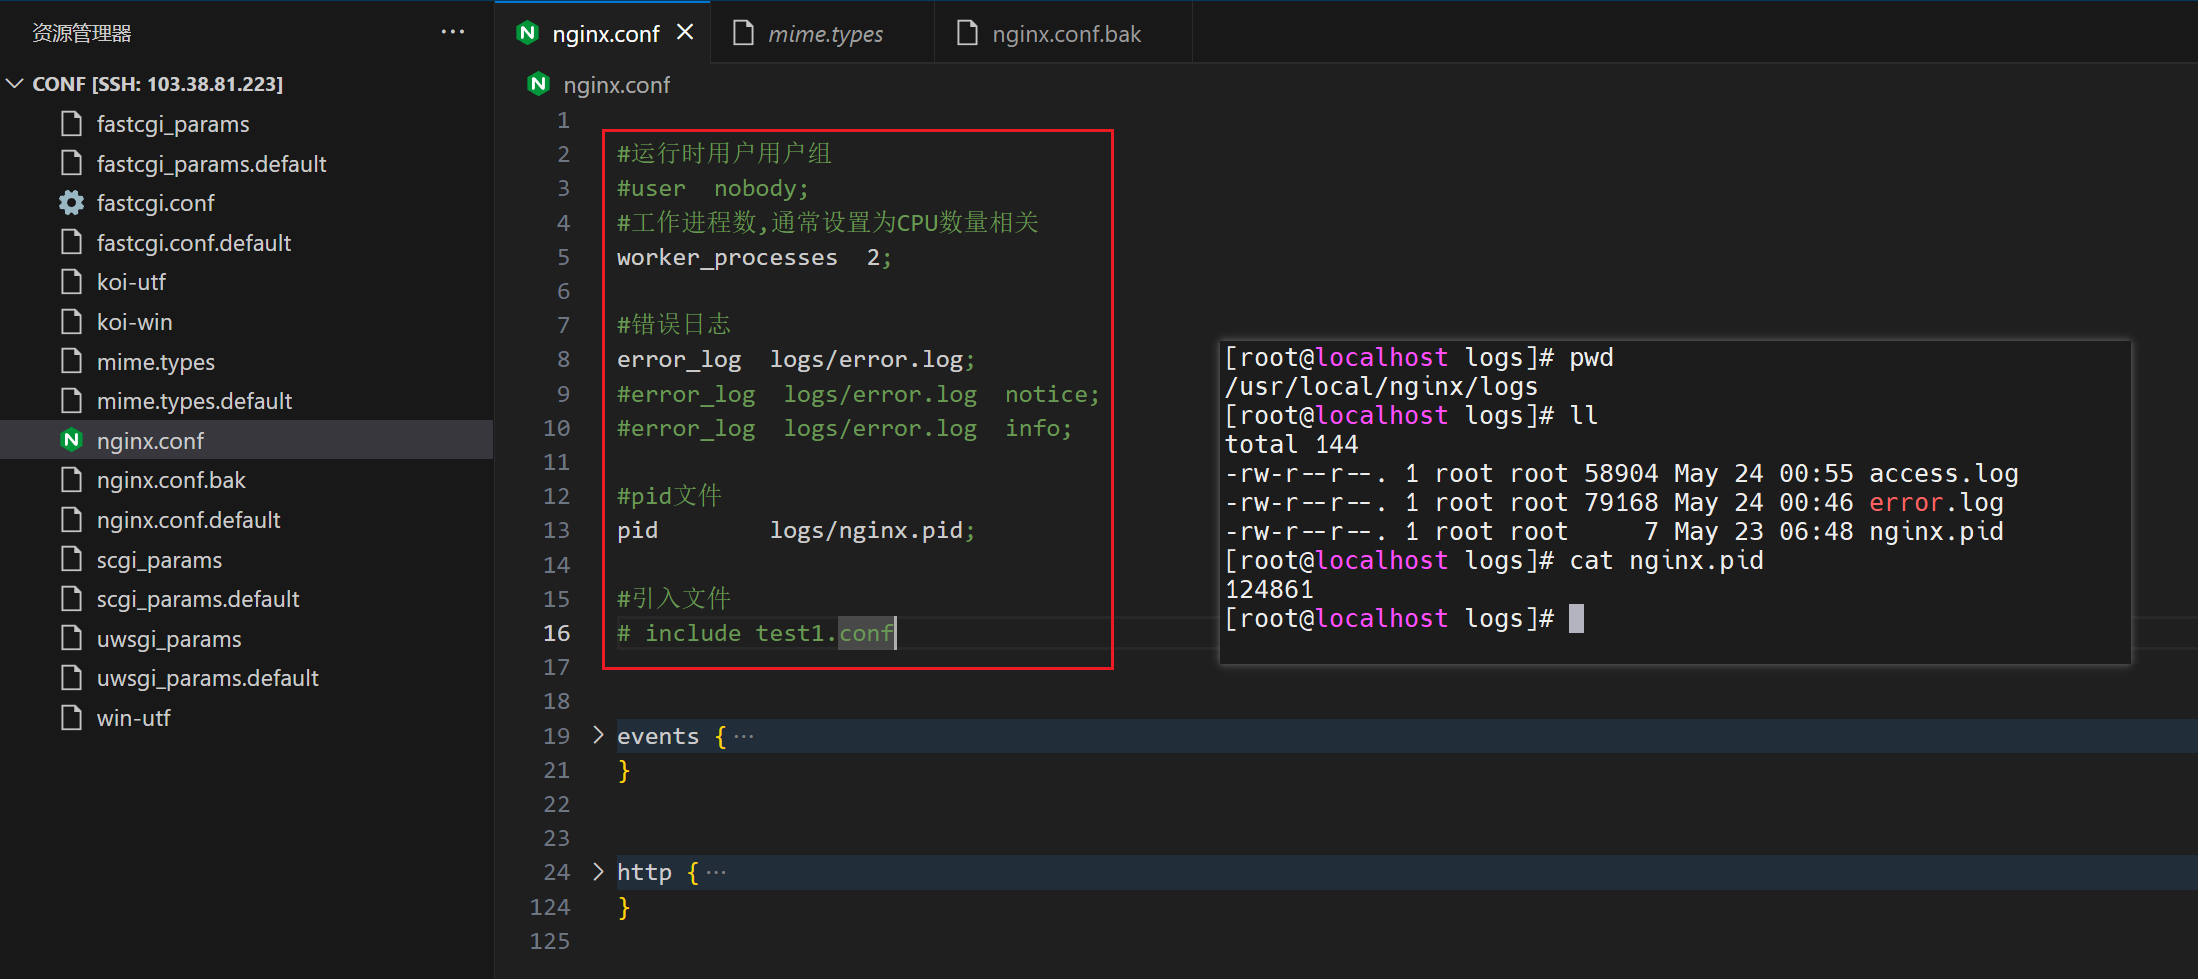 资源管理器
CONF [SSH: 103.38.81.223]
fastcgi_params
fastcgi_params.default
fastcgi.conf
fastcgi.conf.default
koi-utf
koi-win
mime.types
mime.types.default
nginx.conf
nginx.conf.bak
nginx.conf.default
scgi_params
scgi_params.default
uwsgi_params
uwsgi_params.default
win-utf
nginx.conf mime.types nginx.conf.bak
nginx.conf
1
2 #运行时用户用户组
3 #user  nobody;
4 #工作进程数,通常设置为CPU数量相关
5 worker_processes  2;
6
7 #错误日志
8 error_log  logs/error.log;
9 #error_log  logs/error.log  notice;
10 #error_log  logs/error.log  info;
11
12 #pid文件
13 pid        logs/nginx.pid;
14
15 #引入文件
16 # include test1.conf
17
18
19 events {···
21 }
22
23
24 http {···
124 }
125
[root@localhost logs]# pwd
/usr/local/nginx/logs
[root@localhost logs]# ll
total 144
-rw-r--r--. 1 root root 58904 May 24 00:55 access.log
-rw-r--r--. 1 root root 79168 May 24 00:46 error.log
-rw-r--r--. 1 root root     7 May 23 06:48 nginx.pid
[root@localhost logs]# cat nginx.pid
124861
[root@localhost logs]#